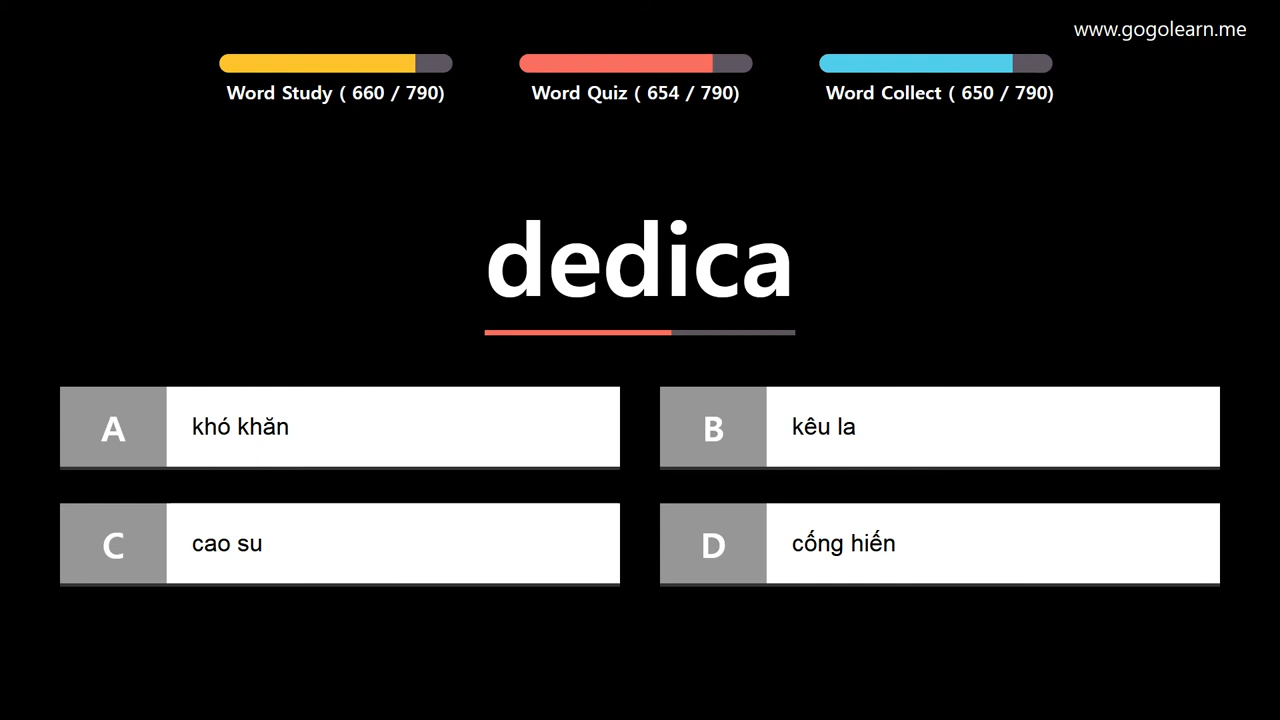 www.gogolearn.me
Word Study ( 660 / 790)
Word Quiz ( 654 / 790)
Word Collect ( 650 / 790)
dedica
A khó khăn
B kêu la
C cao su
D cống hiến